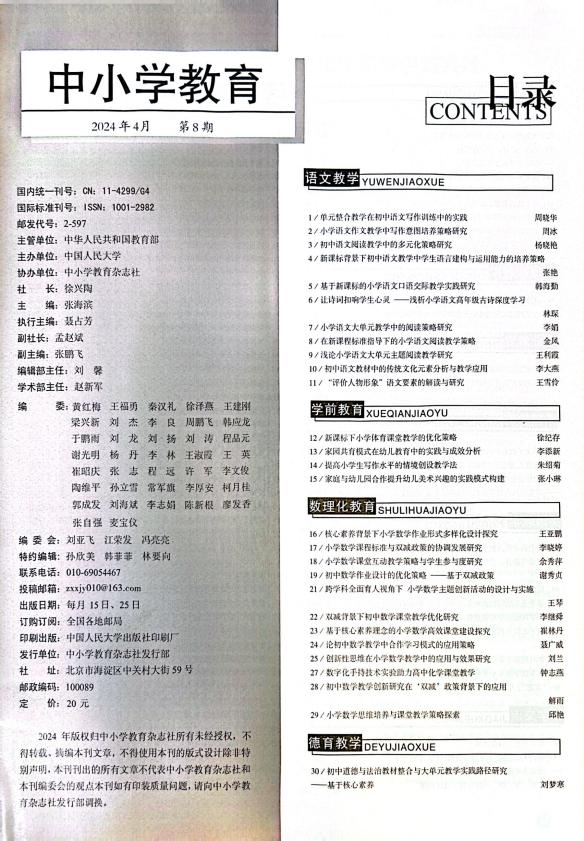 中小学教育
2024年4月 第8期
国内统一刊号：CN：11-4299/G4
国际标准刊号：ISSN：1001-2982
邮发代号：2-597
主管单位：中华人民共和国教育部
主办单位：中国人民大学
协办单位：中小学教育杂志社
社 长：徐兴陶
主 编：张海滨
执行主编：聂占芳
副社长：孟赵斌
副主编：张鹏飞
编辑部主任：刘 馨
学术部主任：赵新军
编 委：黄红梅 王福勇 秦汉礼 徐泽燕 王建刚
梁兴新 刘 杰 李 良 周鹏飞 韩应龙
于鹏雨 刘 龙 刘 扬 刘 涛 程品元
谢光明 杨 丹 李 林 王淑霞 王 英
崔昭庆 张 志 程 远 许 军 李文俊
陶维平 孙立雪 常军旗 李厚安 柯月桂
郭成发 刘海斌 李志娟 陈新根 廖发香
张自强 麦宝仪
编 委 会：刘亚飞 江荣发 冯亮亮
特约编辑：孙欣美 韩菲菲 林要向
联系电话：010-69054467
投稿邮箱：zxxjy010@163.com
出版日期：每月15日、25日
订购订阅：全国各地邮局
印刷出版：中国人民大学出版社印刷厂
发行单位：中小学教育杂志社发行部
社 址：北京市海淀区中关村大街59号
邮政编码：100089
定 价：20元
2024 年版权归中小学教育杂志社所有未经授权，不
得转载、摘编本刊文章，不得使用本刊的版式设计除非特
别声明，本刊刊出的所有文章不代表中小学教育杂志社和
本刊编委会的观点本刊如有印装质量问题，请向中小学教
育杂志社发行部调换。
目录
CONTENTS
语文教学 YUWENJIAOXUE
1/单元整合教学在初中语文写作训练中的实践 周晓华
2/小学语文作文教学中写作意图培养策略研究 周冰
3/初中语文阅读教学中的多元化策略研究 杨晓艳
4/新课标背景下初中语文教学中学生语言建构与运用能力的培养策略
张艳
5/基于新课标的小学语文口语交际教学实践研究 韩海勤
6/让诗词扣响学生心灵 ——浅析小学语文高年级古诗深度学习
林琛
7/小学语文大单元教学中的阅读策略研究 李娟
8/在新课程标准指导下的小学语文阅读教学策略 金凤
9/浅论小学语文大单元主题阅读教学研究 王利霞
10/初中语文教材中的传统文化元素分析与教学应用 李大燕
11/“评价人物形象”语文要素的解读与研究 王雪伶
学前教育 XUEQIANJIAOYU
12/新课标下小学体育课堂教学的优化策略 徐纪存
13/家园共育模式在幼儿教育中的实践与成效分析 李添新
14/提高小学生写作水平的情境创设教学法 朱绍菊
15/家庭与幼儿园合作提升幼儿美术兴趣的实践模式构建 张小琳
数理化教育 SHULIHUAJIAOYU
16/核心素养背景下小学数学作业形式多样化设计探究 王亚鹏
17/小学数学课程标准与双减政策的协调发展研究 李晓婷
18/小学数学课堂互动教学策略与学生参与度研究 佘秀萍
19/初中数学作业设计的优化策略 ——基于双减政策 谢秀贞
21/跨学科全面育人视角下 小学数学主题创新活动的设计与实施
王琴
22/双减背景下初中数学课堂教学优化研究 李继舜
23/基于核心素养理念的小学数学高效课堂建设探究 崔林丹
24/论初中数学教学中合作学习模式的应用策略 聂广威
25/创新性思维在小学数学教学中的应用与效果研究 刘兰
27/数字化手持技术实验助力高中化学课堂教学 钟志燕
28/初中数学教学创新研究在‘双减’政策背景下的应用
解雨
29/小学数学思维培养与课堂教学策略探索 邱艳
德育教学 DEYUJIAOXUE
30/初中道德与法治教材整合与大单元教学实践路径研究
——基于核心素养 刘梦寒